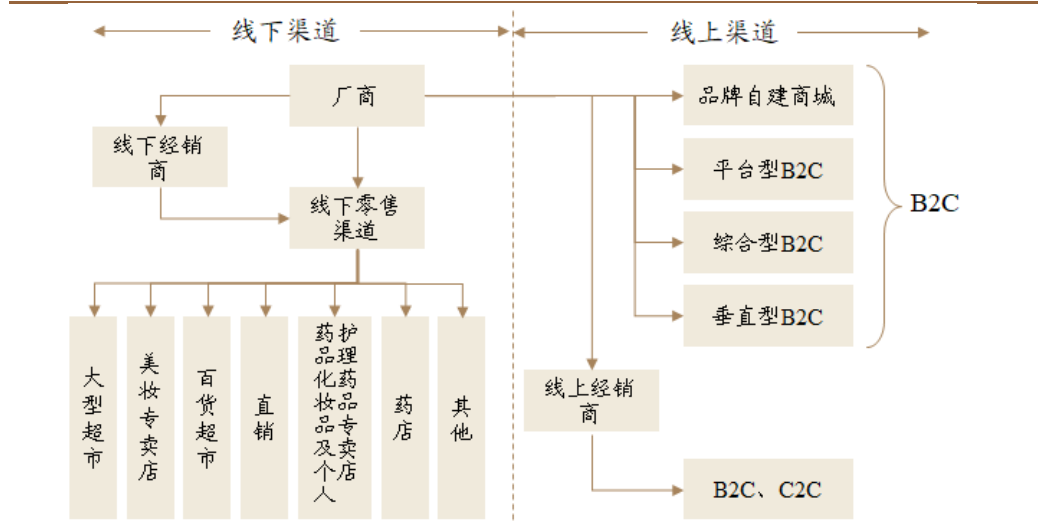 线下渠道
线上渠道
厂商
线下经销
商
线下零售
渠道
大型超市
美妆专卖店
百货超市
直销
药品化妆品及个人
护理药品专卖店
药店
其他
品牌自建商城
平台型B2C
综合型B2C
垂直型B2C
B2C
线上经销
商
B2C、C2C